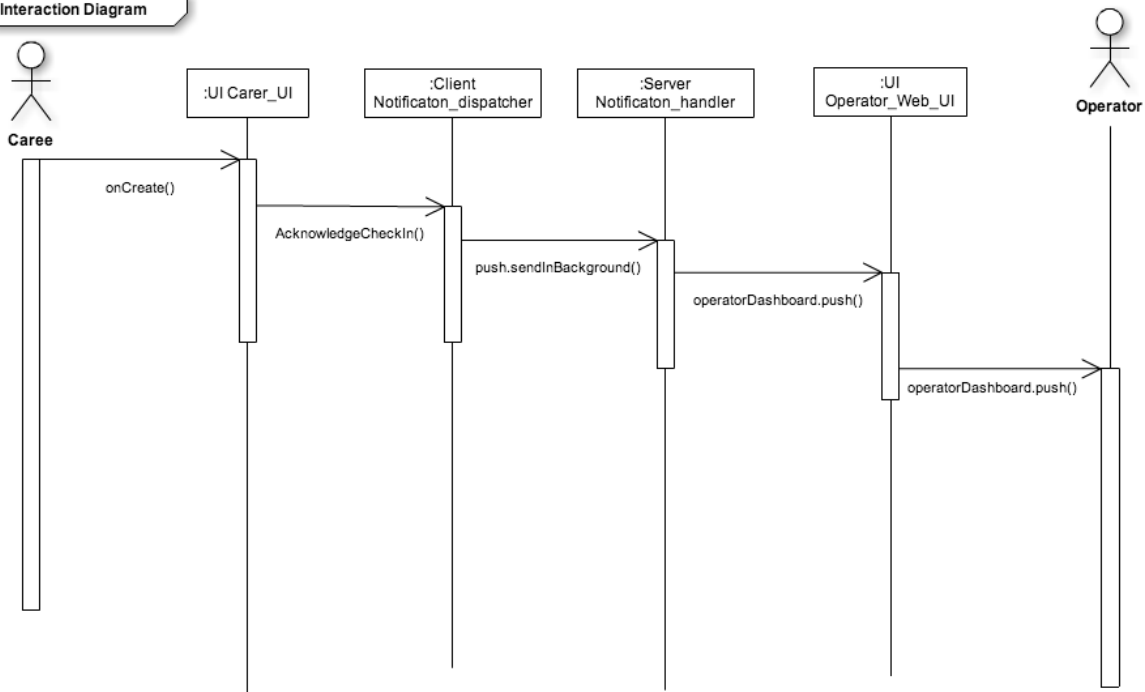 Interaction Diagram
:UI Carer_UI
:Client
Notificaton_dispatcher
:Server
Notificaton_handler
:UI
Operator_Web_UI
Operator
Caree
onCreate()
AcknowledgeCheckIn()
push.sendInBackground()
operatorDashboard.push()
operatorDashboard.push()